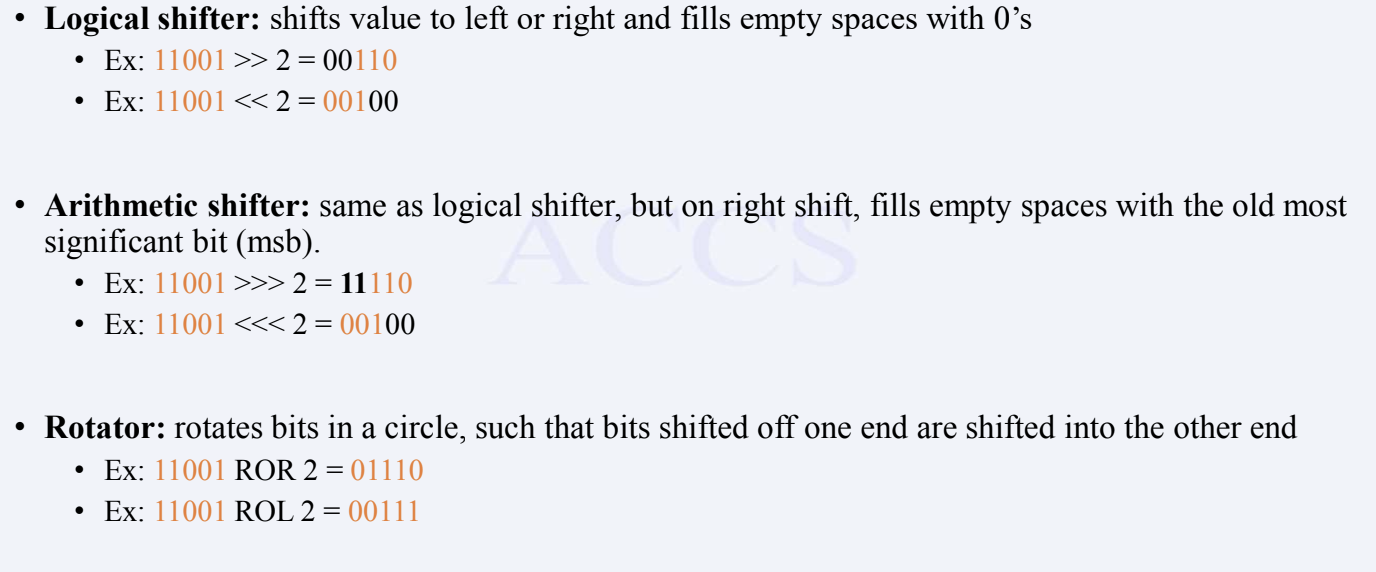 • Logical shifter: shifts value to left or right and fills empty spaces with 0’s
• Ex: 11001 >> 2 = 00110
• Ex: 11001 << 2 = 00100
• Arithmetic shifter: same as logical shifter, but on right shift, fills empty spaces with the old most
significant bit (msb).
ACCS
• Ex: 11001 >>> 2 = 11110
• Ex: 11001 <<< 2 = 00100
• Rotator: rotates bits in a circle, such that bits shifted off one end are shifted into the other end
• Ex: 11001 ROR 2 = 01110
• Ex: 11001 ROL 2 = 00111